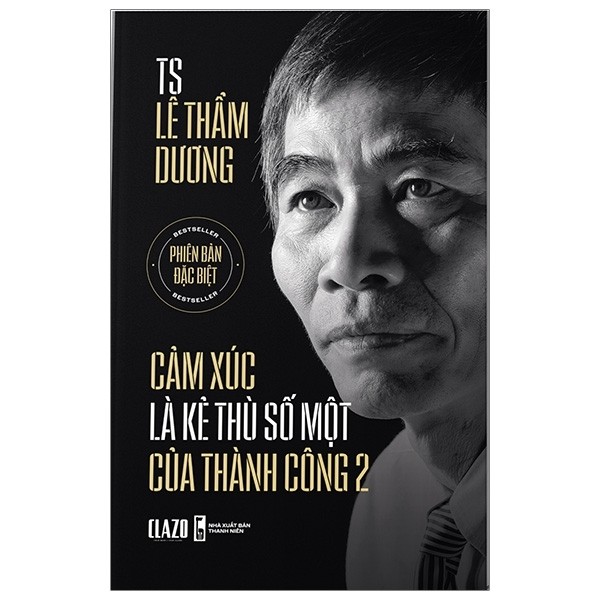 TS
LÊ THẨM
DƯƠNG
BESTSELLER
PHIÊN BẢN
ĐẶC BIỆT
BESTSELLER
CẢM XÚC
LÀ KẺ THÙ SỐ MỘT
CỦA THÀNH CÔNG 2
CLAZO
NHÀ XUẤT BẢN
THANH NIÊN